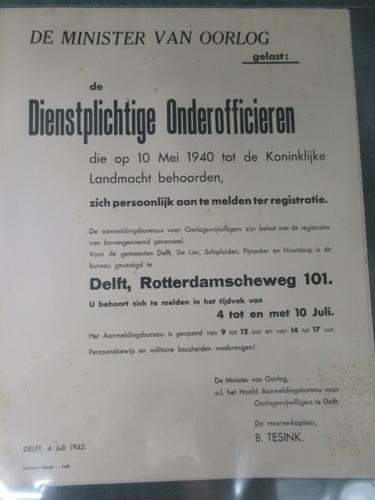 DE MINISTER VAN OORLOG
gelast:
de
Dienstplichtige Onderofficieren
die op 10 Mei 1940 tot de Koninklijke
Landmacht behoorden,
zich persoonlijk aan te melden ter registratie.
De aanmeldingsbureaux voor Oorlogsvrijwilligers zijn belast met de registratie
van bovengenoemd personeel.
Voor de gemeenten Delft, De Lier, Schipluiden, Pijnacker en Nootdorp is dit
bureau gevestigd te
Delft, Rotterdamscheweg 101.
U behoort zich te melden in het tijdvak van
4 tot en met 10 Juli.
Het Aanmeldingsbureau is geopend van 9 tot 12 uur en van 14 tot 17 uur.
Persoonsbewijs en militaire bescheiden meebrengen!
De Minister van Oorlog,
o.l. het Hoofd Aanmeldingsbureau voor
Oorlogsvrijwilligers te Delft.
De reserve-kapitein,
B. TESINK.
DELFT, 4 Juli 1945.